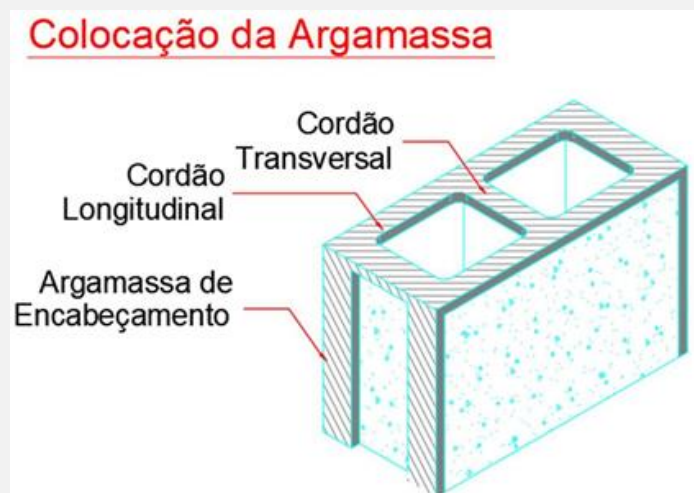 Colocação da Argamassa
Cordão
Transversal
Cordão
Longitudinal
Argamassa de
Encabeçamento